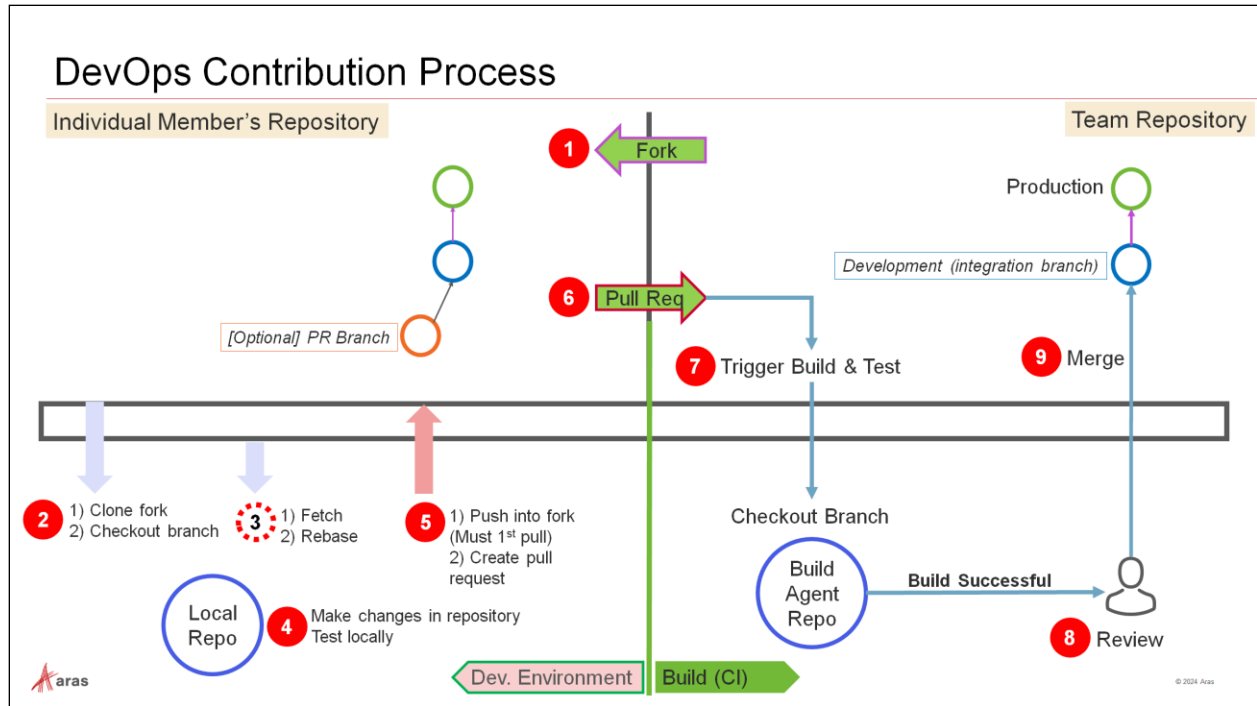 DevOps Contribution Process
Individual Member's Repository
Team Repository
1
Fork
Production
Development (integration branch)
6
Pull Req
[Optional] PR Branch
7
Trigger Build & Test
9
Merge
2
1) Clone fork
2) Checkout branch
3
1) Fetch
2) Rebase
5
1) Push into fork
(Must 1st pull)
2) Create pull
request
Checkout Branch
Local
Repo
4
Make changes in repository
Test locally
Build
Agent
Repo
Build Successful
8
Review
aras
Dev. Environment
Build (CI)
© 2024 Aras